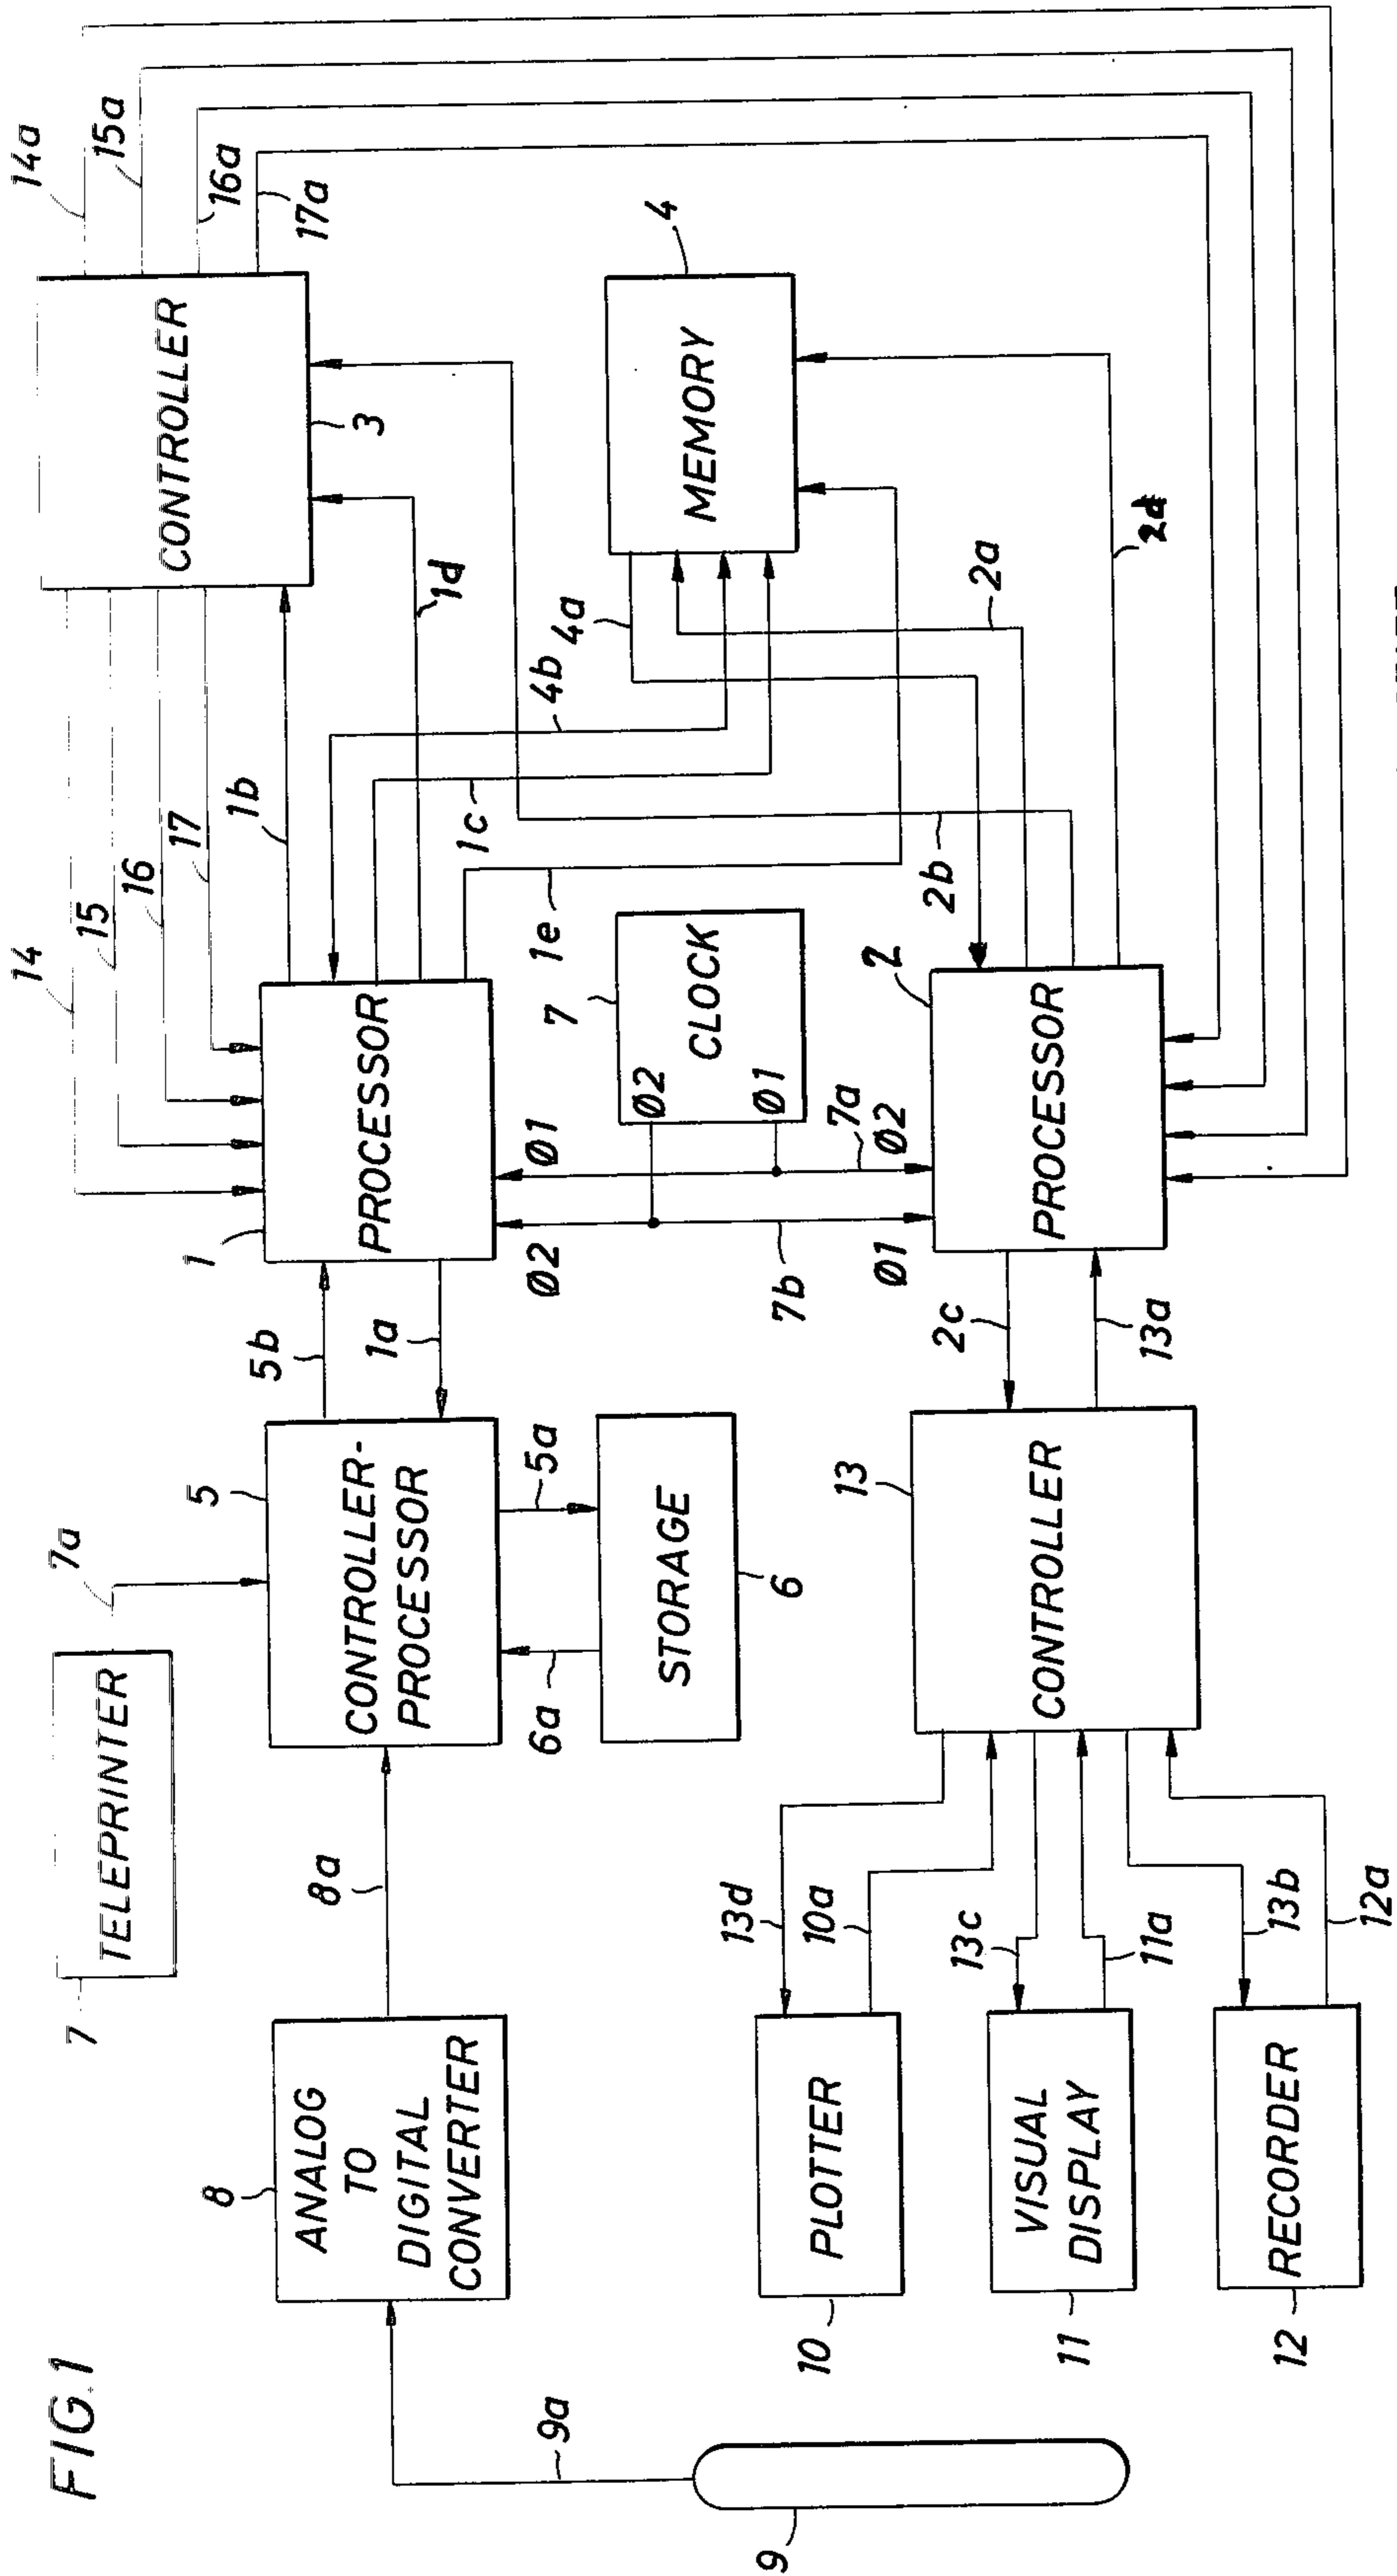 FIG.1
7
TELEPRINTER
7a
14
15
16
17
14a
15a
16a
17a
CONTROLLER
3
8
ANALOG
TO
DIGITAL
CONVERTER
8a
5
CONTROLLER-
PROCESSOR
5b
1a
1
PROCESSOR
1b
1d
4b
1c
1e
6a
5a
STORAGE
6
Ø2
Ø1
7
CLOCK
Ø2
Ø1
7b
7a
Ø1
Ø2
4a
4
MEMORY
2a
2b
2d
9
9a
10
PLOTTER
13d
10a
11
VISUAL
DISPLAY
13c
11a
12
RECORDER
13b
12a
13
CONTROLLER
2c
13a
2
PROCESSOR